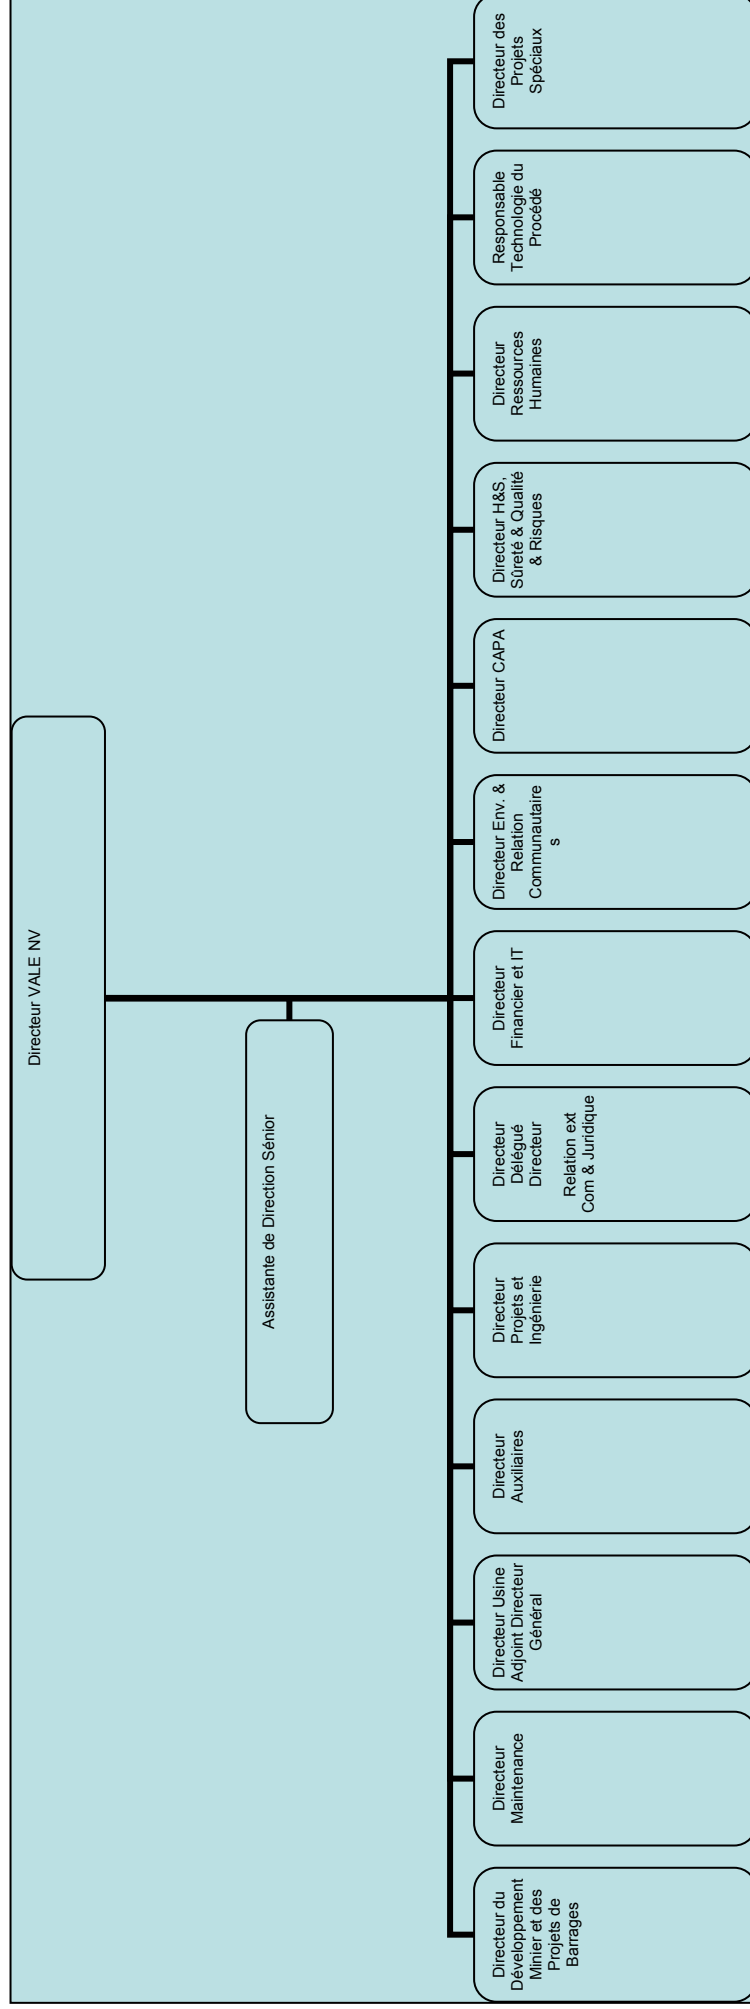 Directeur VALE NV
Assistante de Direction Sénior
Directeur du
Développement
Minier et des
Projets de
Barrages
Directeur
Maintenance
Directeur Usine
Adjoint Directeur
Général
Directeur
Auxiliaires
Directeur
Projets et
Ingénierie
Directeur
Délégué
Directeur
Relation ext
Com & Juridique
Directeur
Financier et IT
Directeur Env. &
Relation
Communautaire
s
Directeur CAPA
Directeur H&S,
Sûreté & Qualité
& Risques
Directeur
Ressources
Humaines
Responsable
Technologie du
Procédé
Directeur des
Projets
Spéciaux